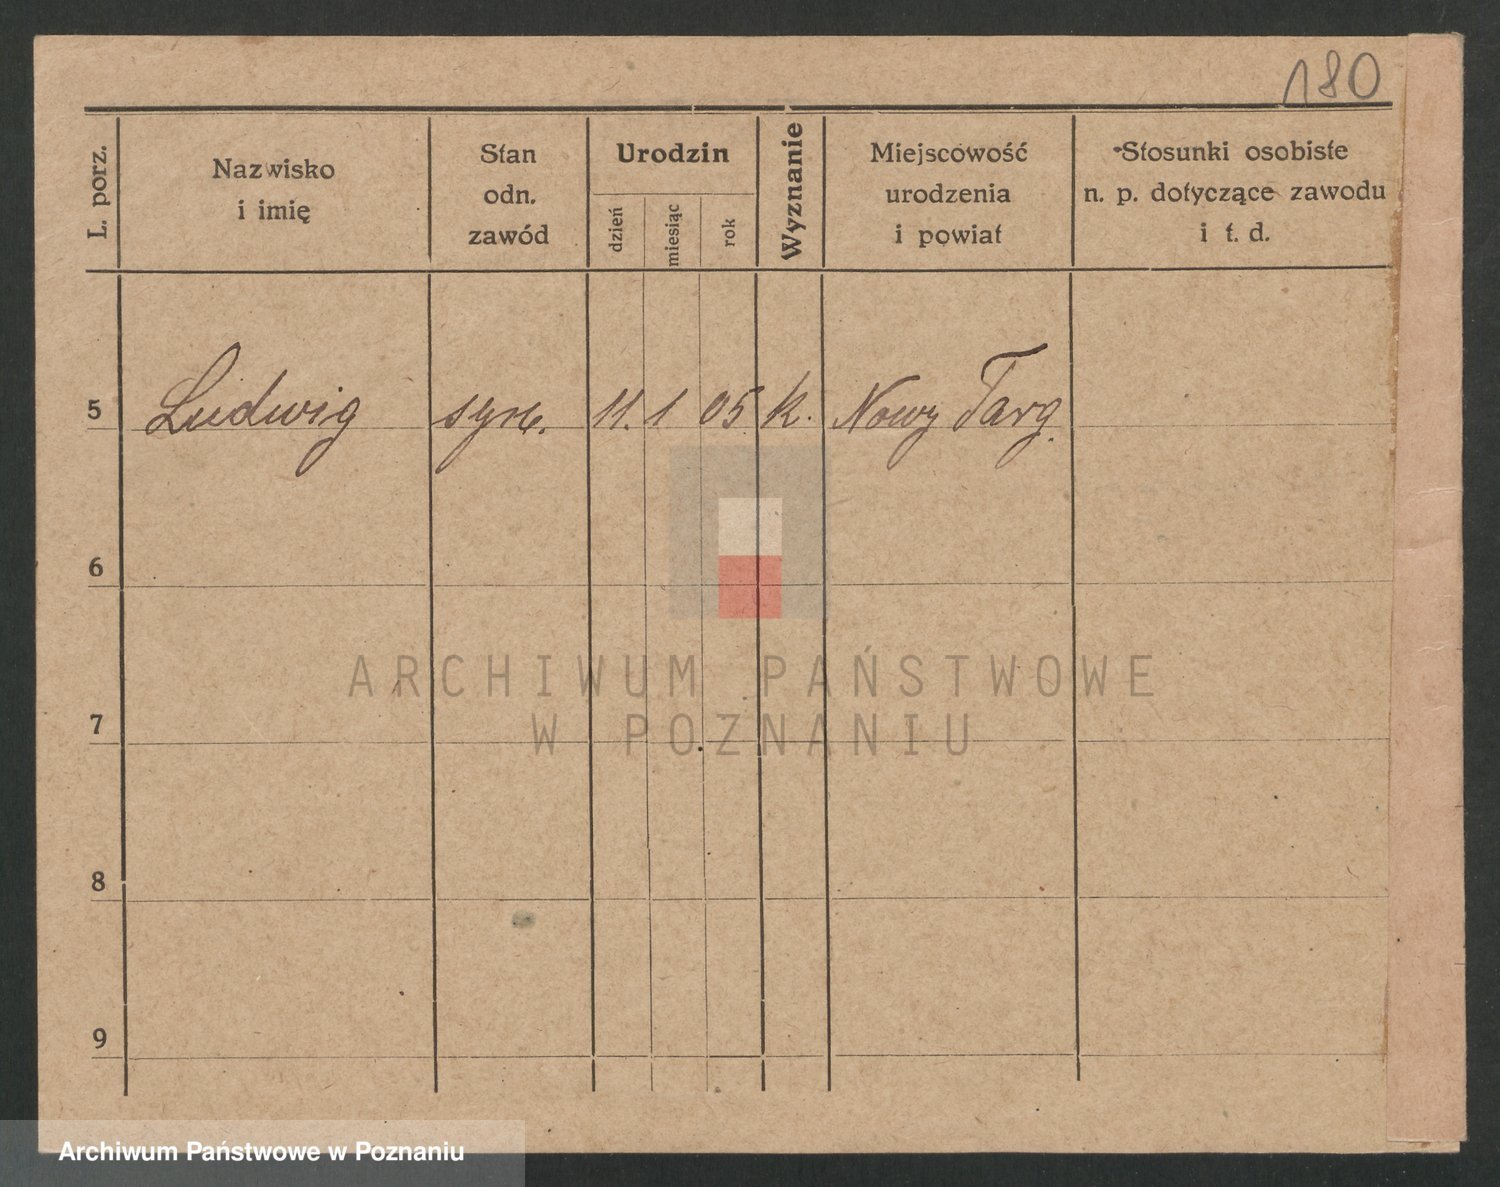 180
L. porz.
Nazwisko
i imię
Stan
odn.
zawód
Urodzin
dzień
miesiąc
rok
Wyznanie
Miejscowość
urodzenia
i powiat
Stosunki osobiste
n. p. dotyczące zawodu
i t. d.
5 Ludwig syn. 11. 1 05 k. Nowy Targ
6
7
8
9
ARCHIWUM PAŃSTWOWE
W POZNANIU
Archiwum Państwowe w Poznaniu